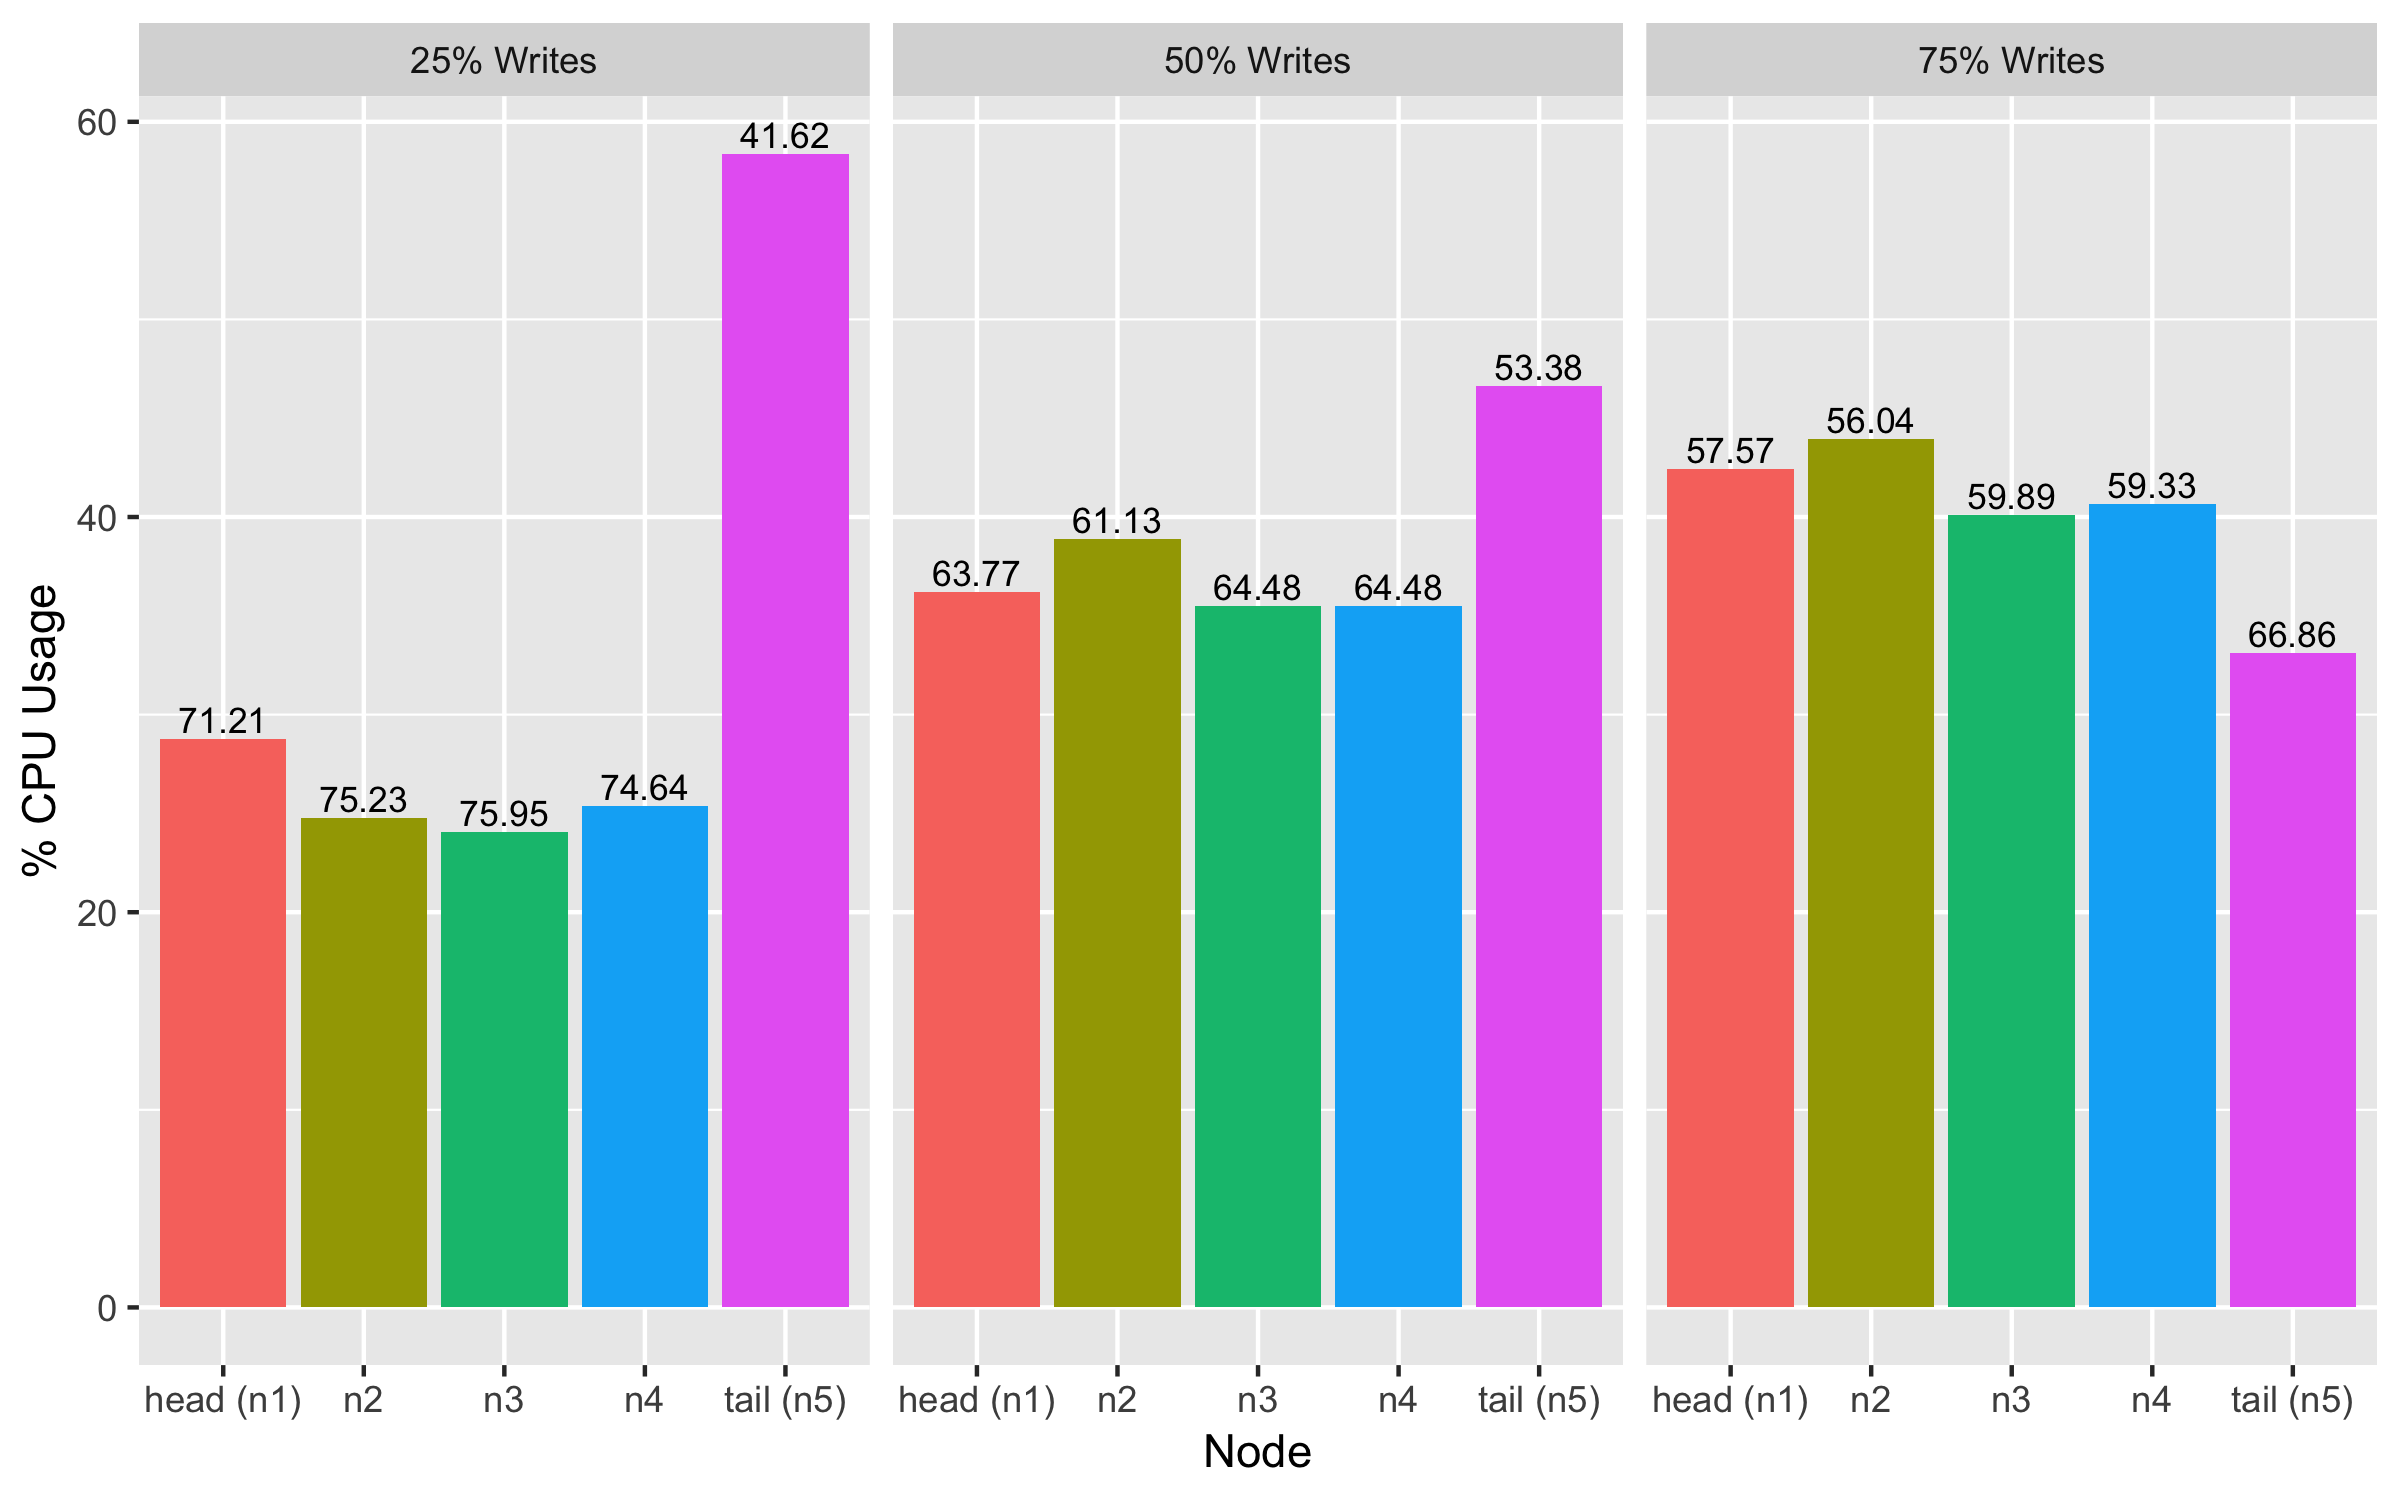 25% Writes
50% Writes
75% Writes
% CPU Usage
60
40
20
0
71.21
75.23
75.95
74.64
41.62
63.77
61.13
64.48
64.48
53.38
57.57
56.04
59.89
59.33
66.86
head (n1) n2 n3 n4 tail (n5)
head (n1) n2 n3 n4 tail (n5)
head (n1) n2 n3 n4 tail (n5)
Node